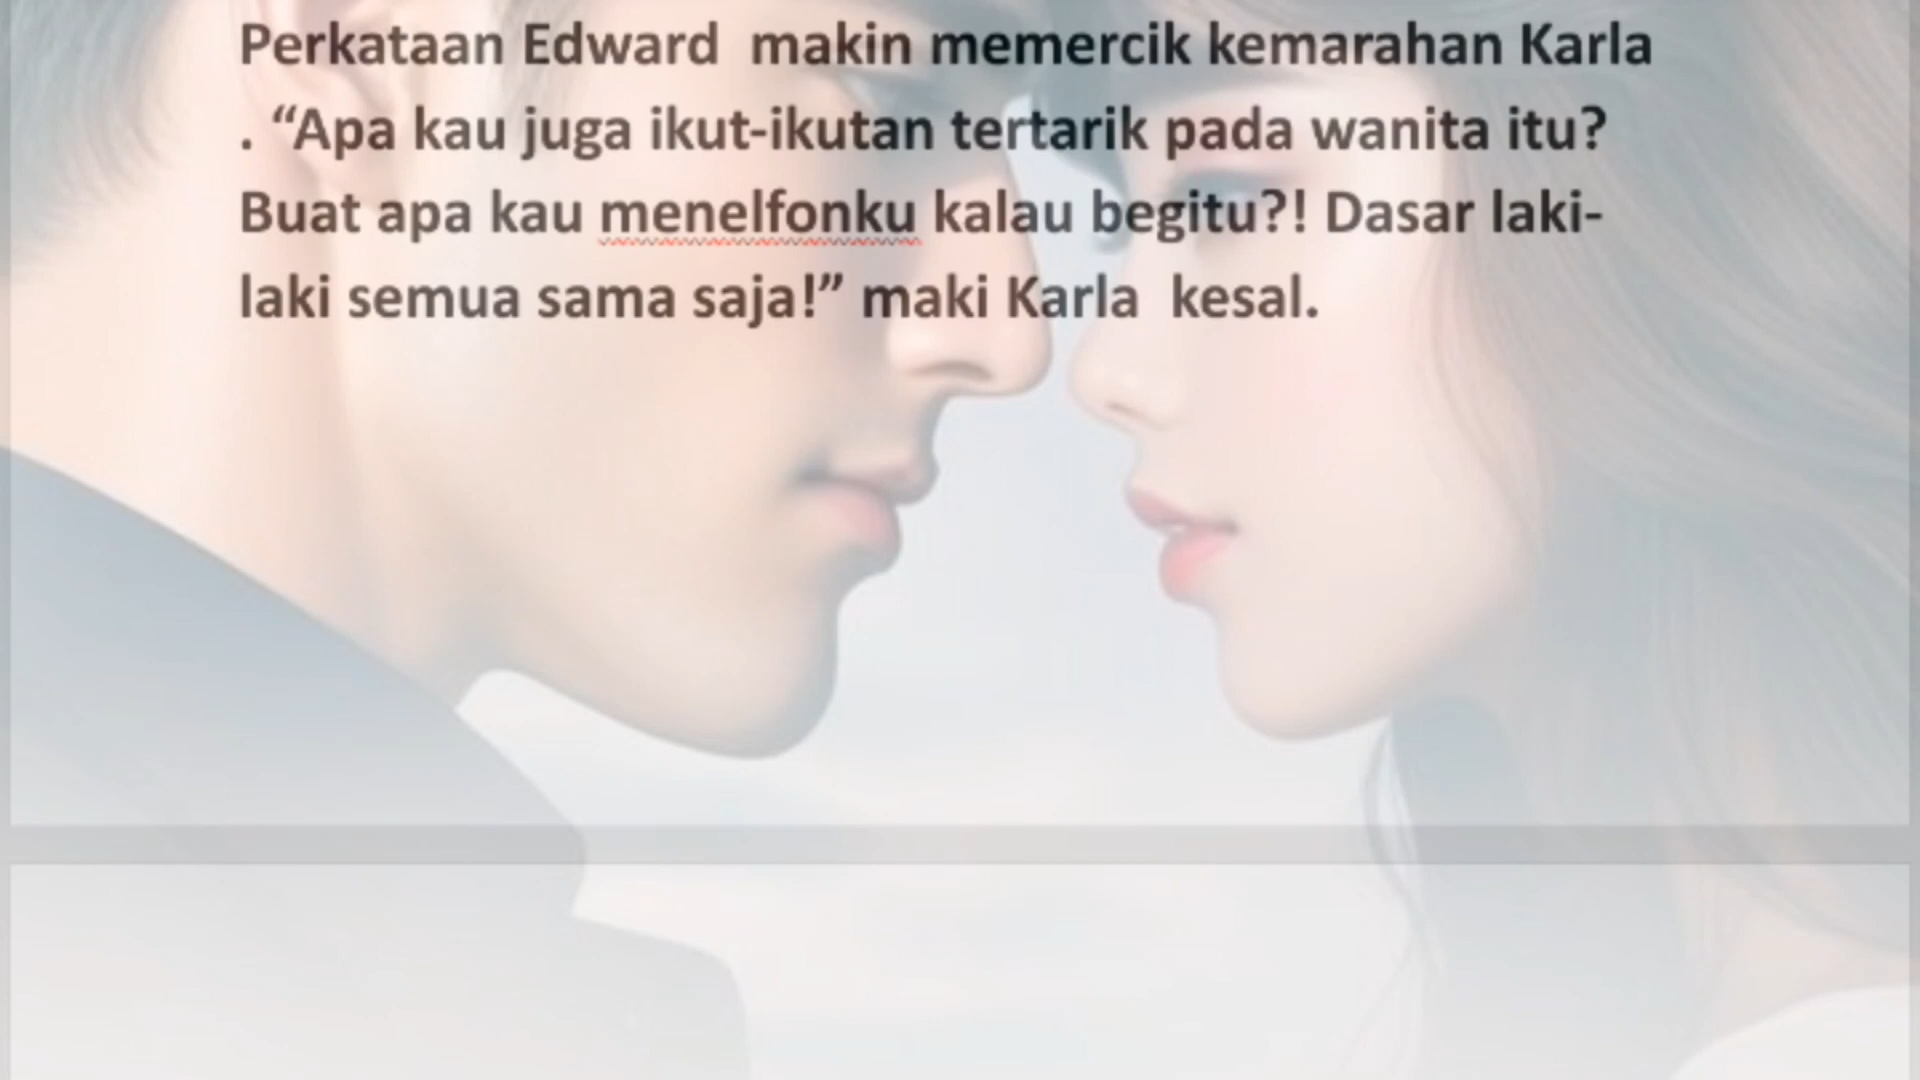 Perkataan Edward  makin memercik kemarahan Karla
. “Apa kau juga ikut-ikutan tertarik pada wanita itu?
Buat apa kau menelfonku kalau begitu?! Dasar laki-
laki semua sama saja!” maki Karla  kesal.